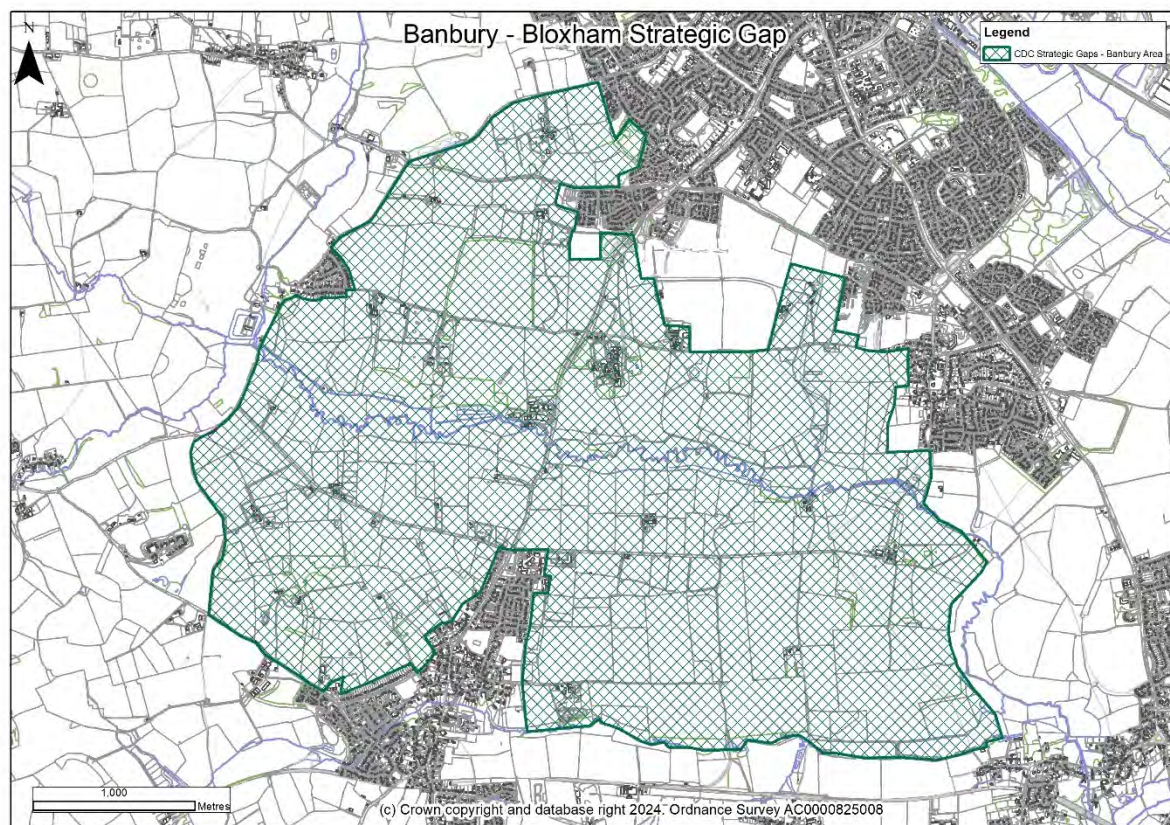 Banbury - Bloxham Strategic Gap
N
Legend
CDC Strategic Gaps - Banbury Area
1,000
Metres
(c) Crown copyright and database right 2024. Ordnance Survey AC0000825008